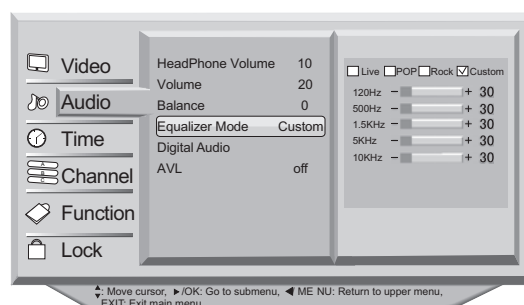 Video
Audio
Time
Channel
Function
Lock
HeadPhone Volume 10
Volume 20
Balance 0
Equalizer Mode Custom
Digital Audio
AVL off
Live POP Rock Custom
120Hz − + 30
500Hz − + 30
1.5KHz − + 30
5KHz − + 30
10KHz − + 30
: Move cursor, ►/OK: Go to submenu, ◄/ ME NU: Return to upper menu,
EXIT: Exit main menu